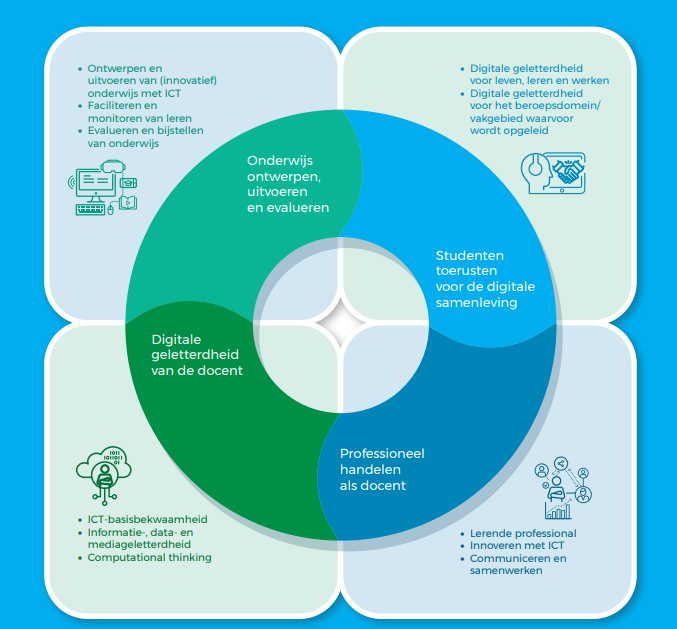 • Ontwerpen en
uitvoeren van (innovatief)
onderwijs met ICT
• Faciliteren en
monitoren van leren
• Evalueren en bijstellen
van onderwijs
• Digitale geletterdheid
voor leven, leren en werken
• Digitale geletterdheid
voor het beroepsdomein/
vakgebied waarvoor
wordt opgeleid
Onderwijs
ontwerpen,
uitvoeren
en evalueren
Studenten
toerusten
voor de digitale
samenleving
Digitale
geletterdheid
van de docent
Professioneel
handelen
als docent
1011
1011011
01
• ICT-basisbekwaamheid
• Informatie-, data- en
mediageletterdheid
• Computational thinking
• Lerende professional
• Innoveren met ICT
• Communiceren en
samenwerken